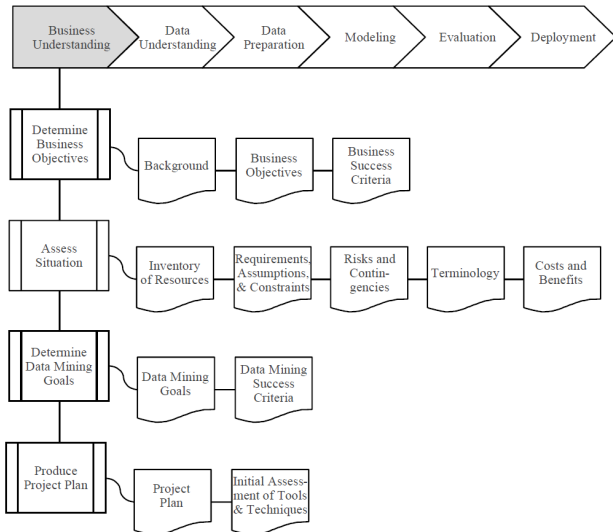 Business
Understanding
Data
Understanding
Data
Preparation
Modeling
Evaluation
Deployment
Determine
Business
Objectives
Background
Business
Objectives
Business
Success
Criteria
Assess
Situation
Inventory
of Resources
Requirements,
Assumptions,
& Constraints
Risks and
Contin-
gencies
Terminology
Costs and
Benefits
Determine
Data Mining
Goals
Data Mining
Goals
Data Mining
Success
Criteria
Produce
Project Plan
Project
Plan
Initial Assess-
ment of Tools
& Techniques